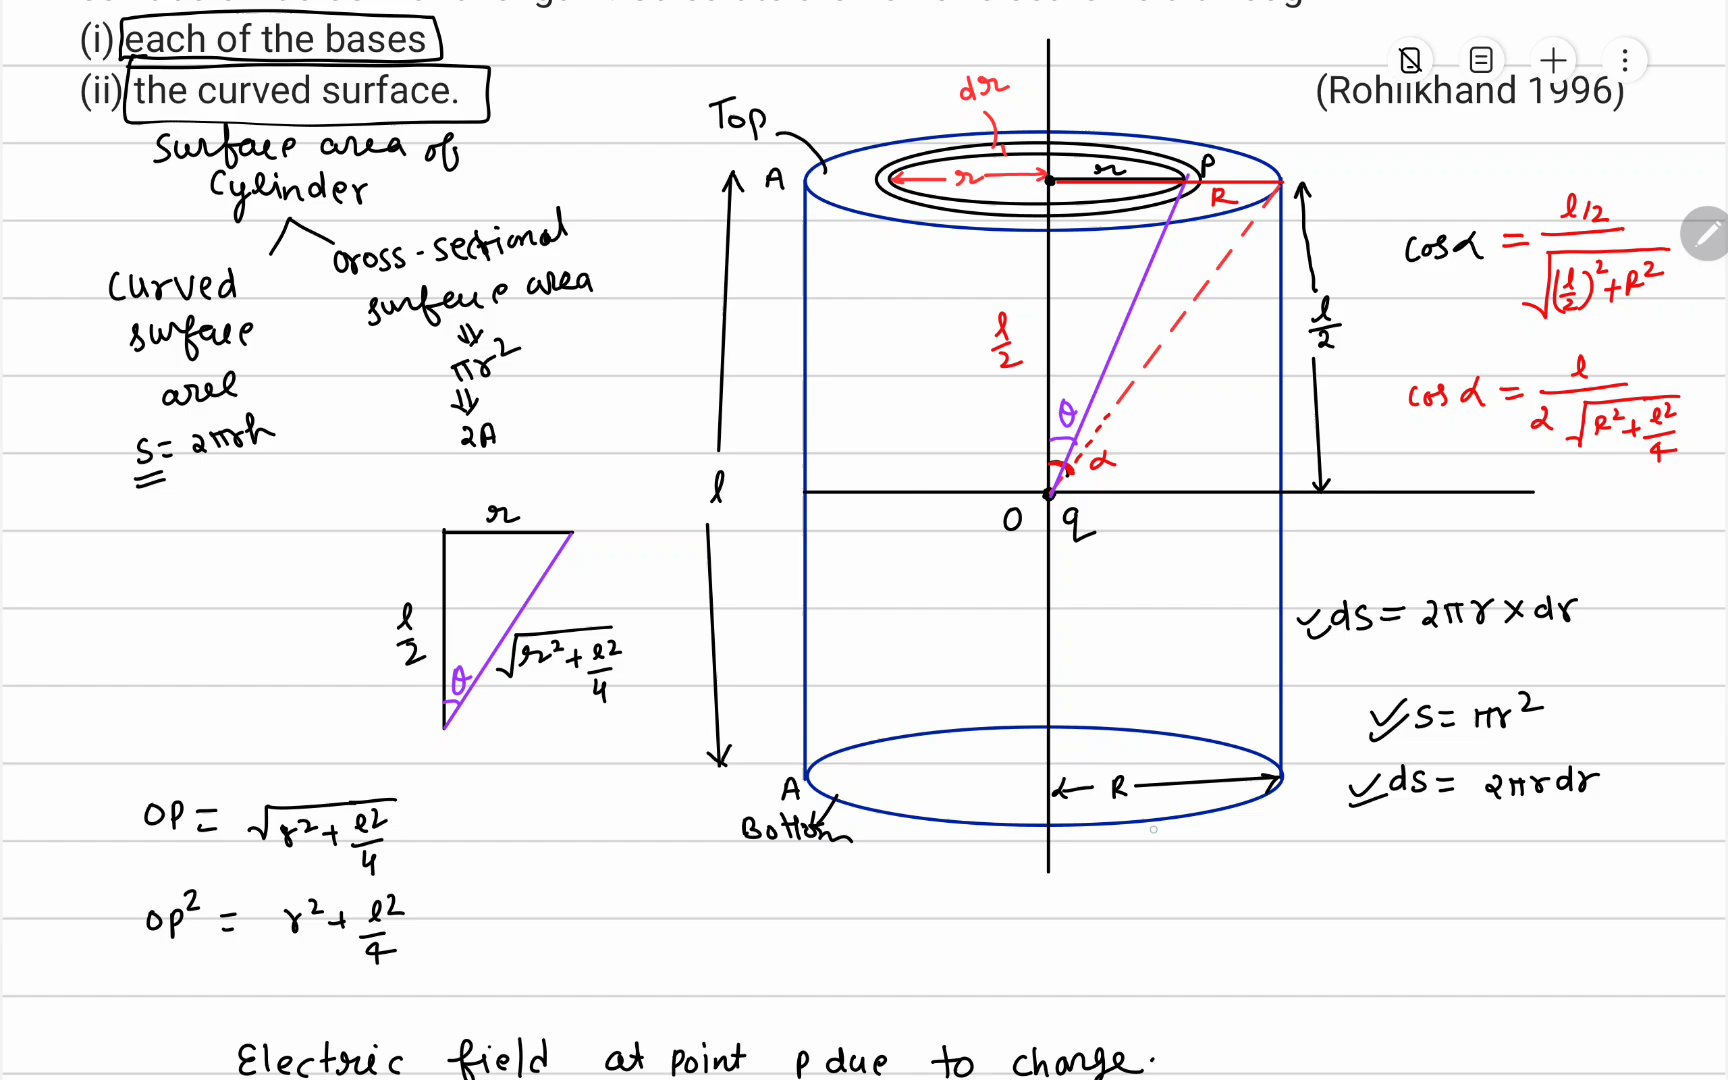 (i) each of the bases
(ii) the curved surface.
(Rohilkhand 1996)
Surface area of
Cylinder
Curved
surface
area
S = 2πrh
cross-sectional
surface area
⇓
πr²
⇓
2A
Top
dr
A
r
r
P
R
l
l/2
l/2
θ
α
O
q
A
Bottom
R
cosα = (l/2)/√((l/2)²+R²)
cosα = l/(2√(R²+l²/4))
r
l/2
θ
√(r²+l²/4)
✓ds = 2πr×dr
✓S = πr²
✓ds = 2πrdr
OP = √(r²+l²/4)
OP² = r²+l²/4
Electric field at point P due to charge.